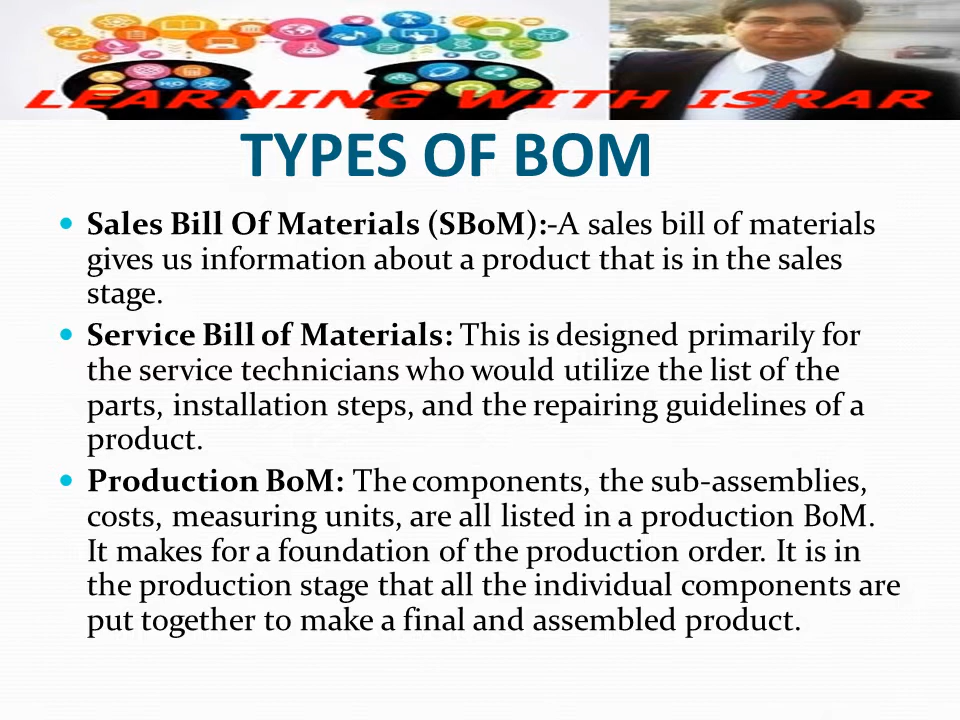 LEARNING WITH ISRAR
TYPES OF BOM
Sales Bill Of Materials (SBoM):-A sales bill of materials
gives us information about a product that is in the sales
stage.
Service Bill of Materials: This is designed primarily for
the service technicians who would utilize the list of the
parts, installation steps, and the repairing guidelines of a
product.
Production BoM: The components, the sub-assemblies,
costs, measuring units, are all listed in a production BoM.
It makes for a foundation of the production order. It is in
the production stage that all the individual components are
put together to make a final and assembled product.